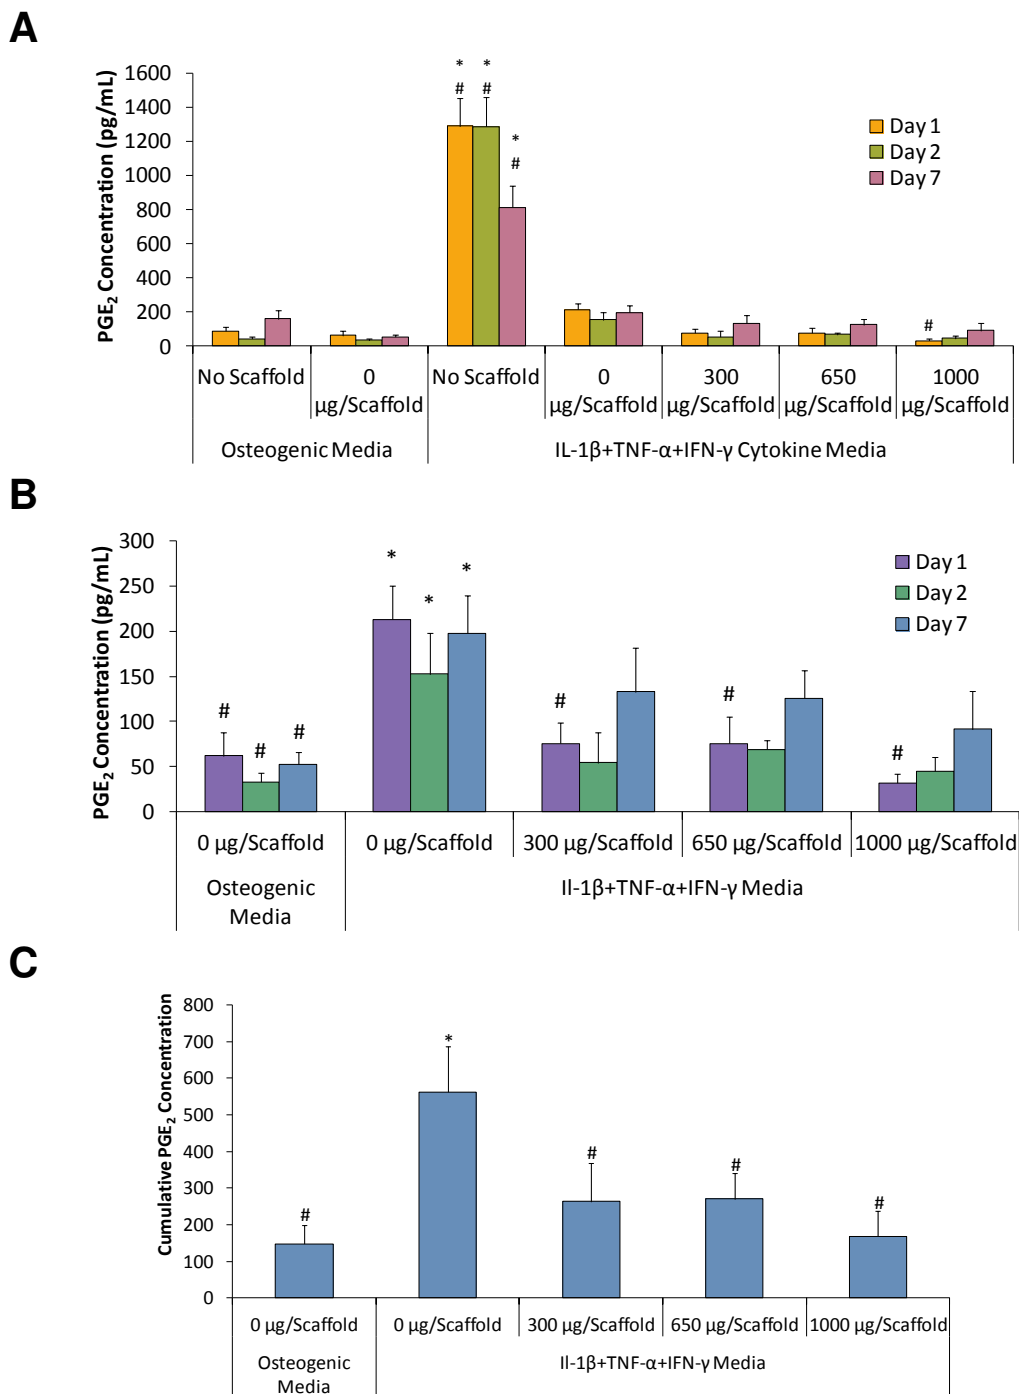 A
PGE₂ Concentration (pg/mL)
1600
1400
1200
1000
800
600
400
200
0
* *
# #
*
#
#
Day 1
Day 2
Day 7
No Scaffold 0 No Scaffold 0 300 650 1000
µg/Scaffold µg/Scaffold µg/Scaffold µg/Scaffold µg/Scaffold
Osteogenic Media IL-1β+TNF-α+IFN-γ Cytokine Media
B
PGE₂ Concentration (pg/mL)
300
250
200
150
100
50
0
# # #
* * *
# # #
Day 1
Day 2
Day 7
0 µg/Scaffold 0 µg/Scaffold 300 µg/Scaffold 650 µg/Scaffold 1000 µg/Scaffold
Osteogenic Il-1β+TNF-α+IFN-γ Media
Media
C
Cumulative PGE₂ Concentration
800
700
600
500
400
300
200
100
0
# * # # #
0 µg/Scaffold 0 µg/Scaffold 300 µg/Scaffold 650 µg/Scaffold 1000 µg/Scaffold
Osteogenic Il-1β+TNF-α+IFN-γ Media
Media